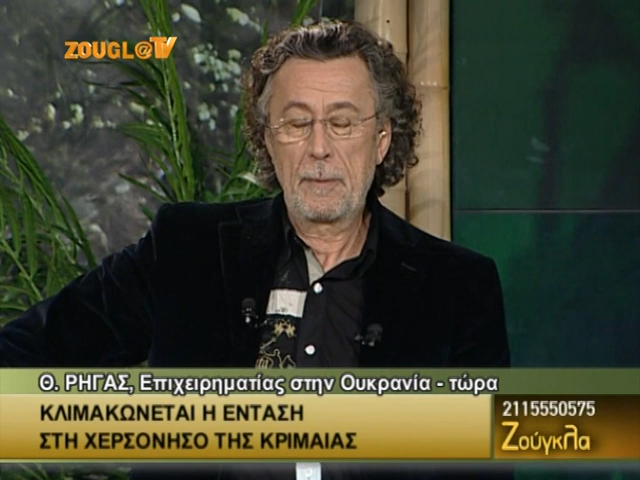 ZOUGL@TV
Θ. ΡΗΓΑΣ, Επιχειρηματίας στην Ουκρανία - τώρα
ΚΛΙΜΑΚΩΝΕΤΑΙ Η ΕΝΤΑΣΗ
ΣΤΗ ΧΕΡΣΟΝΗΣΟ ΤΗΣ ΚΡΙΜΑΙΑΣ
2115550575
Ζούγκλα